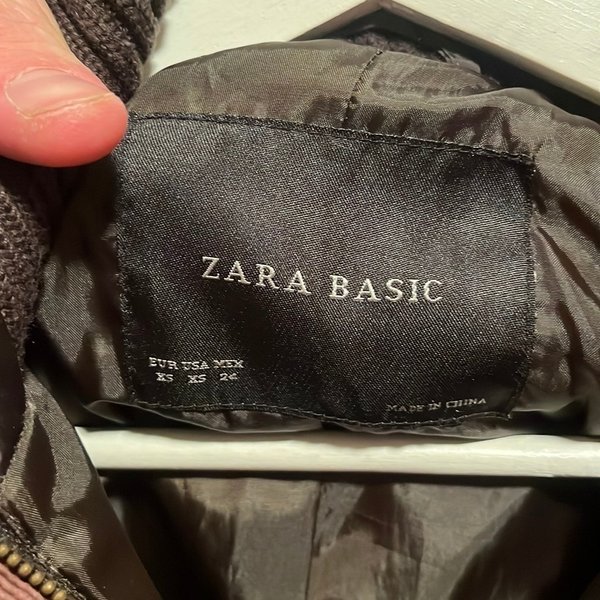 ZARA BASIC
EUR USA MEX
XS XS 24
MADE IN CHINA